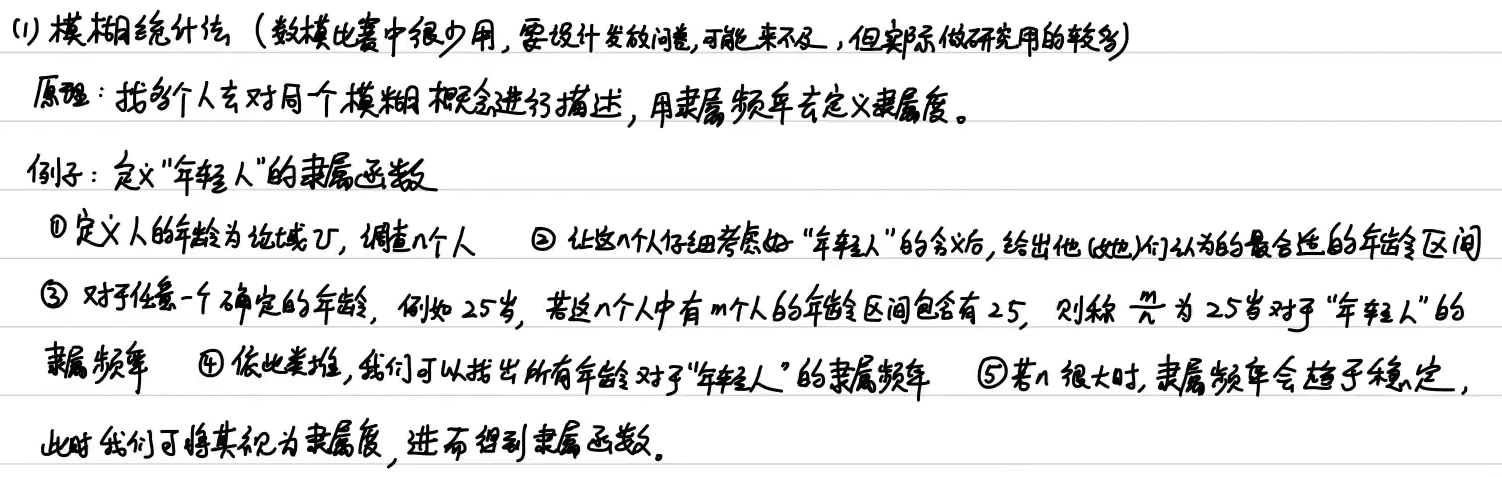 (1) 模糊统计法（数模比赛中很少用，要设计发放问卷，可能来不及，但实际做研究用的较多）
原理：找多个人去对同个模糊概念进行描述，用隶属频率去定义隶属度。
例子：定义“年轻人”的隶属函数
① 定义人的年龄为论域U，调查n个人 ② 让这n个人仔细考虑好“年轻人”的含义后，给出他(她)们认为的最合适的年龄区间
③ 对于任意一个确定的年龄，例如25岁，若这n个人中有m个人的年龄区间包含有25，则称 m/n 为25岁对于“年轻人”的
隶属频率 ④ 依此类推，我们可以找出所有年龄对于“年轻人”的隶属频率 ⑤若n很大时，隶属频率会趋于稳定，
此时我们可将其视为隶属度，进而得到隶属函数。